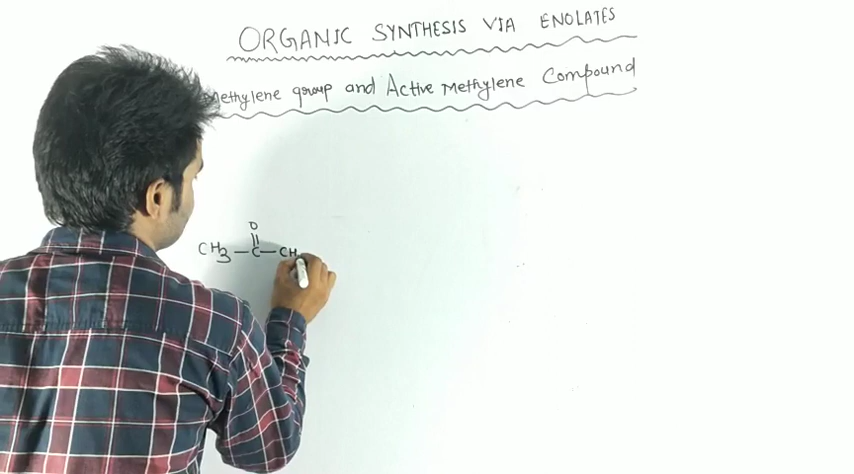 ORGANIC SYNTHESIS VIA ENOLATES
Methylene group and Active Methylene Compound
O
||
CH3 — C — CH